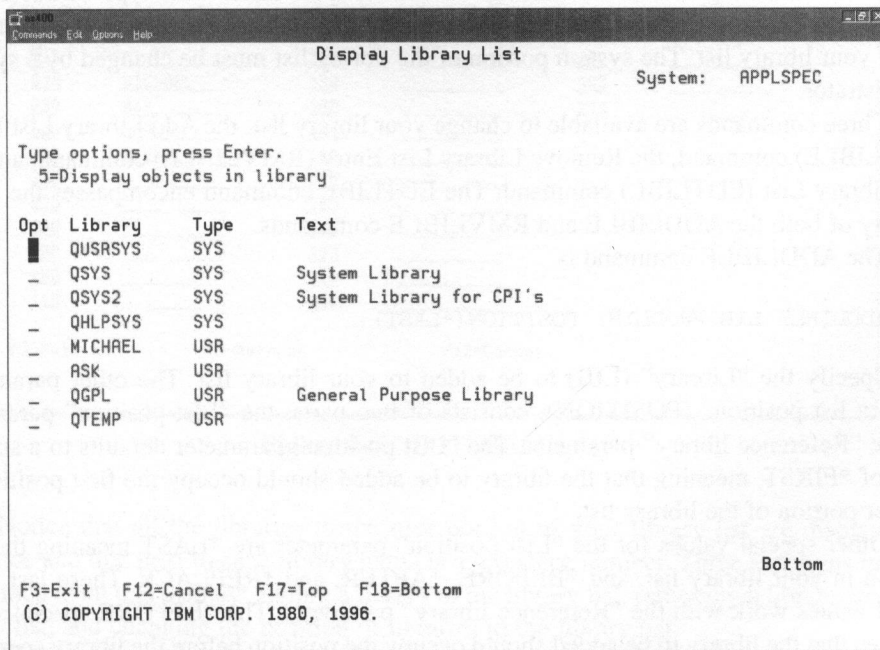 as400
Commands Edit Options Help
Display Library List
System: APPLSPEC
Type options, press Enter.
5=Display objects in library
Opt Library Type Text
QUSRSYS SYS
_ QSYS SYS System Library
_ QSYS2 SYS System Library for CPI's
_ QHLPSYS SYS
_ MICHAEL USR
_ ASK USR
_ QGPL USR General Purpose Library
_ QTEMP USR
Bottom
F3=Exit F12=Cancel F17=Top F18=Bottom
(C) COPYRIGHT IBM CORP. 1980, 1996.